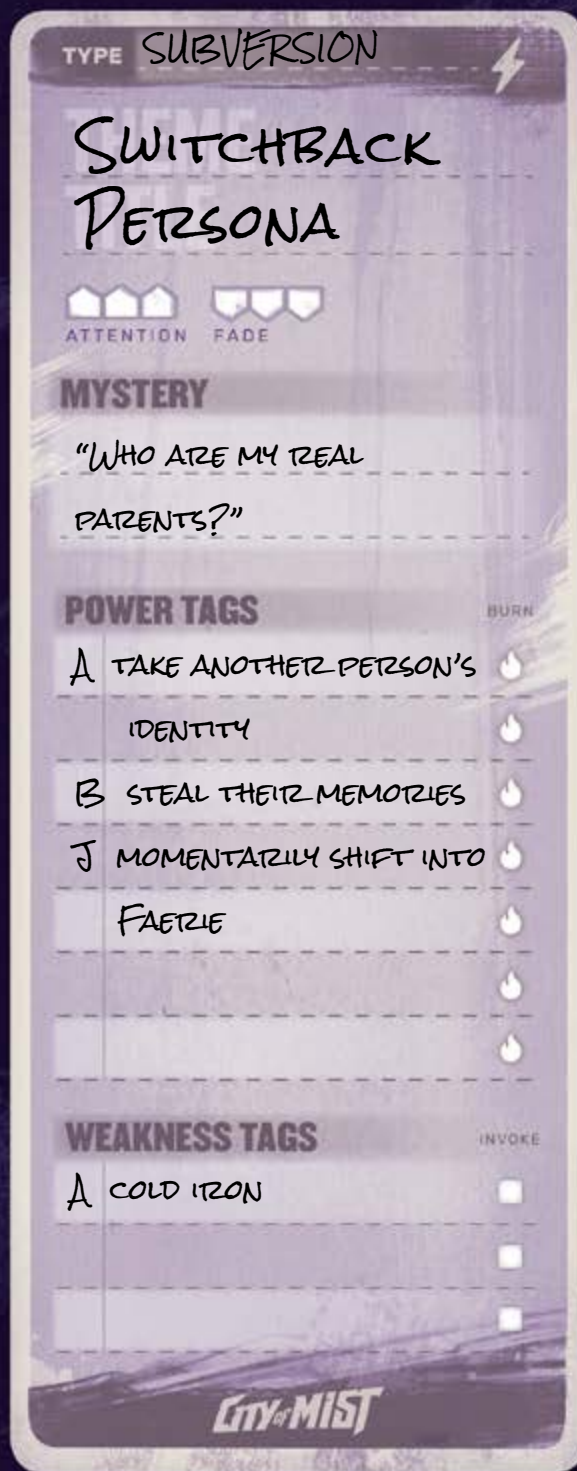 TYPE SUBVERSION
SWITCHBACK
PERSONA
ATTENTION FADE
MYSTERY
"WHO ARE MY REAL
PARENTS?"
POWER TAGS BURN
A TAKE ANOTHER PERSON'S
IDENTITY
B STEAL THEIR MEMORIES
J MOMENTARILY SHIFT INTO
FAERIE
WEAKNESS TAGS INVOKE
A COLD IRON
CITY of MIST